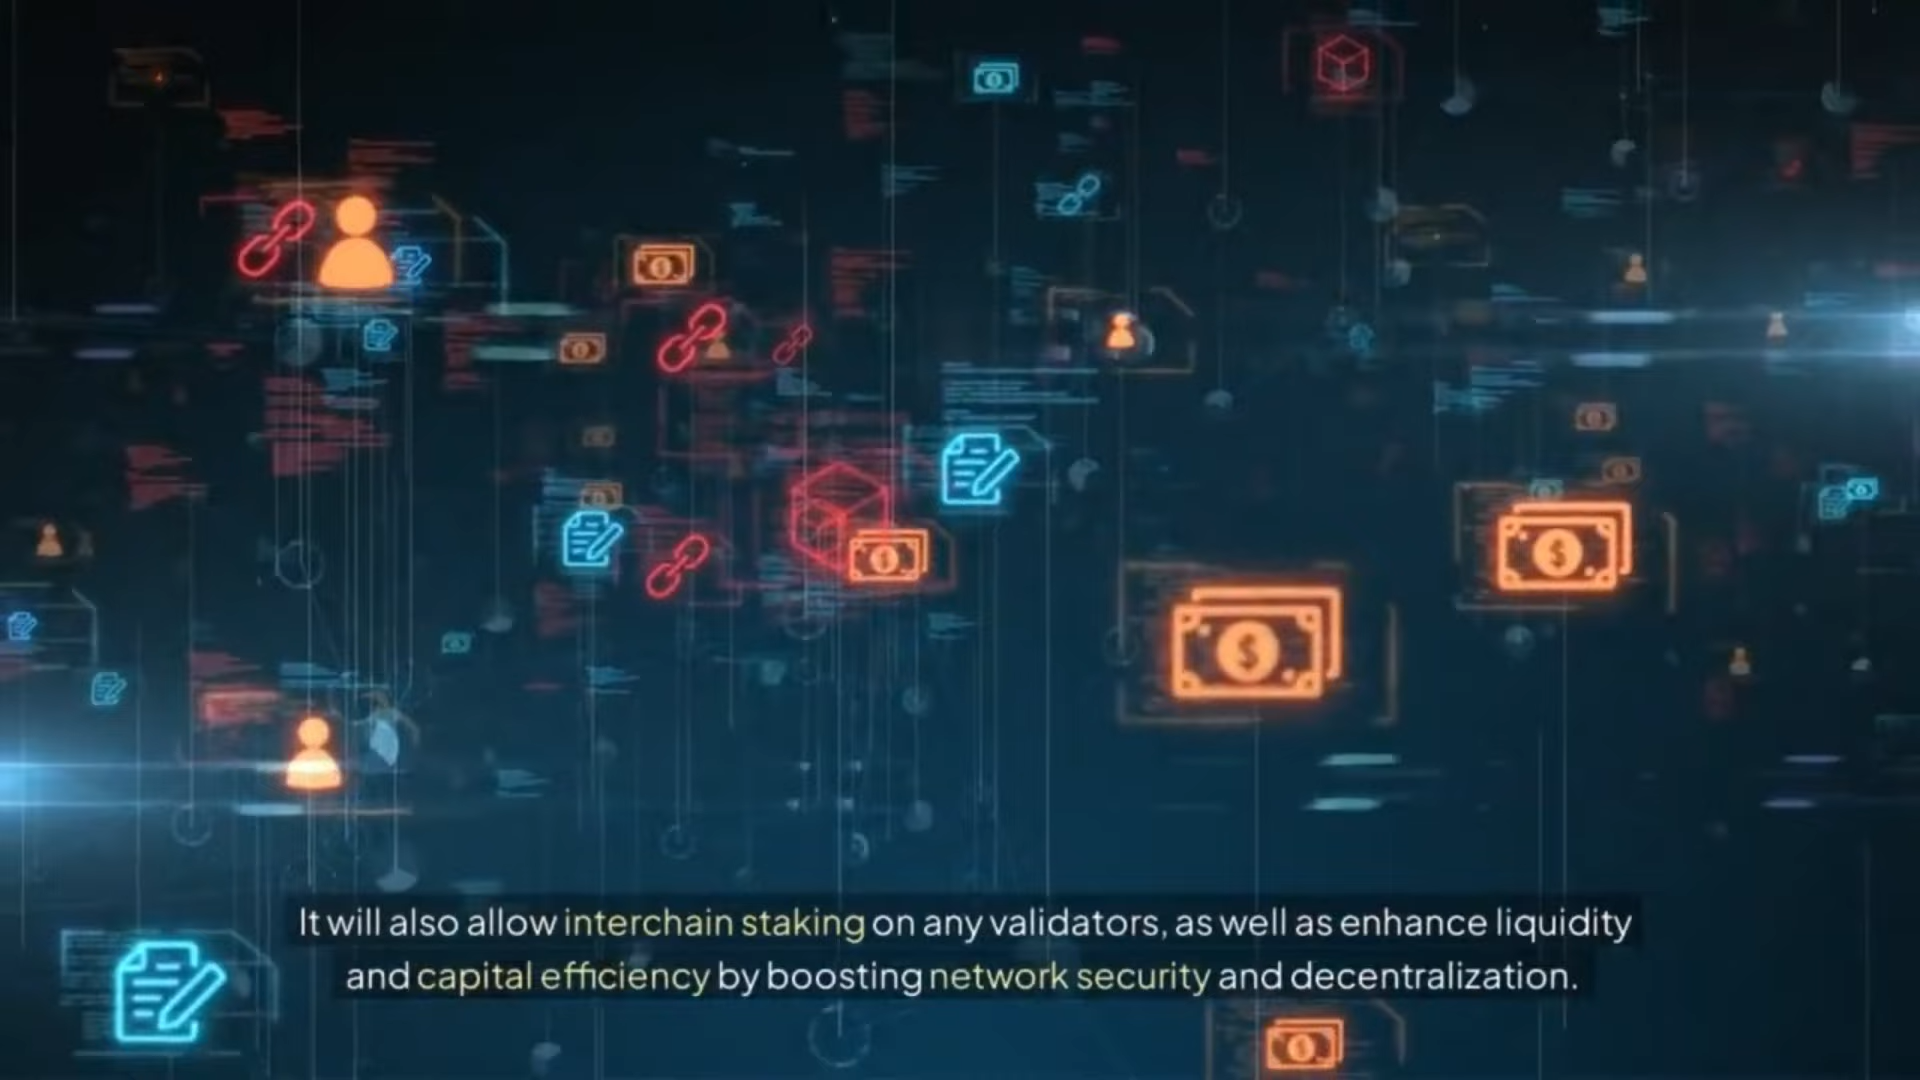 It will also allow interchain staking on any validators, as well as enhance liquidity
and capital efficiency by boosting network security and decentralization.